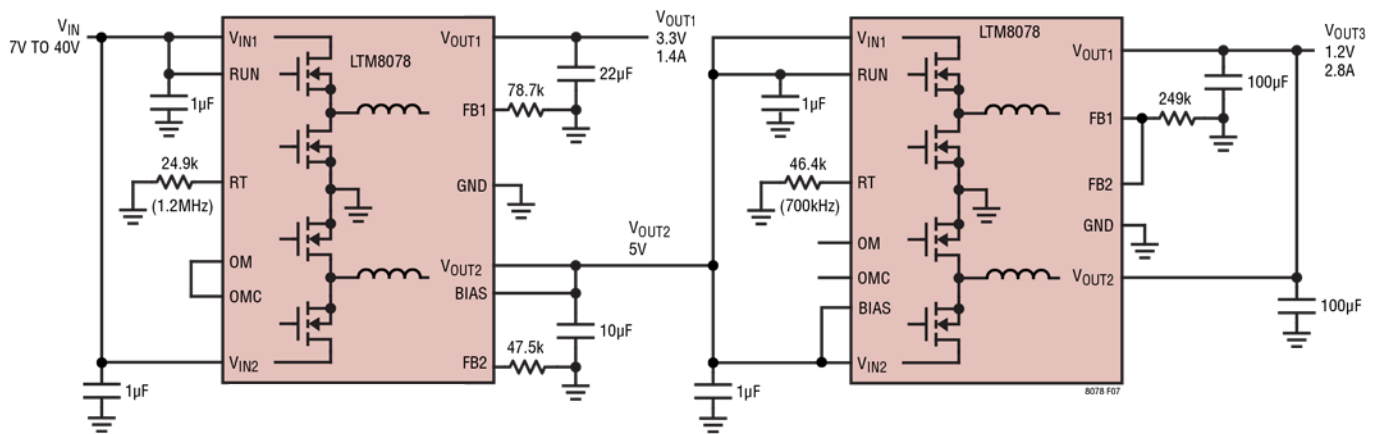 VIN
7V TO 40V
1µF
24.9k
(1.2MHz)
1µF
LTM8078
VIN1
RUN
RT
OM
OMC
VIN2
VOUT1
FB1
GND
VOUT2
BIAS
FB2
78.7k
22µF
VOUT1
3.3V
1.4A
VOUT2
5V
47.5k
10µF
1µF
46.4k
(700kHz)
1µF
LTM8078
VIN1
RUN
RT
OM
OMC
BIAS
VIN2
VOUT1
FB1
FB2
GND
VOUT2
249k
100µF
VOUT3
1.2V
2.8A
100µF
8078 F07